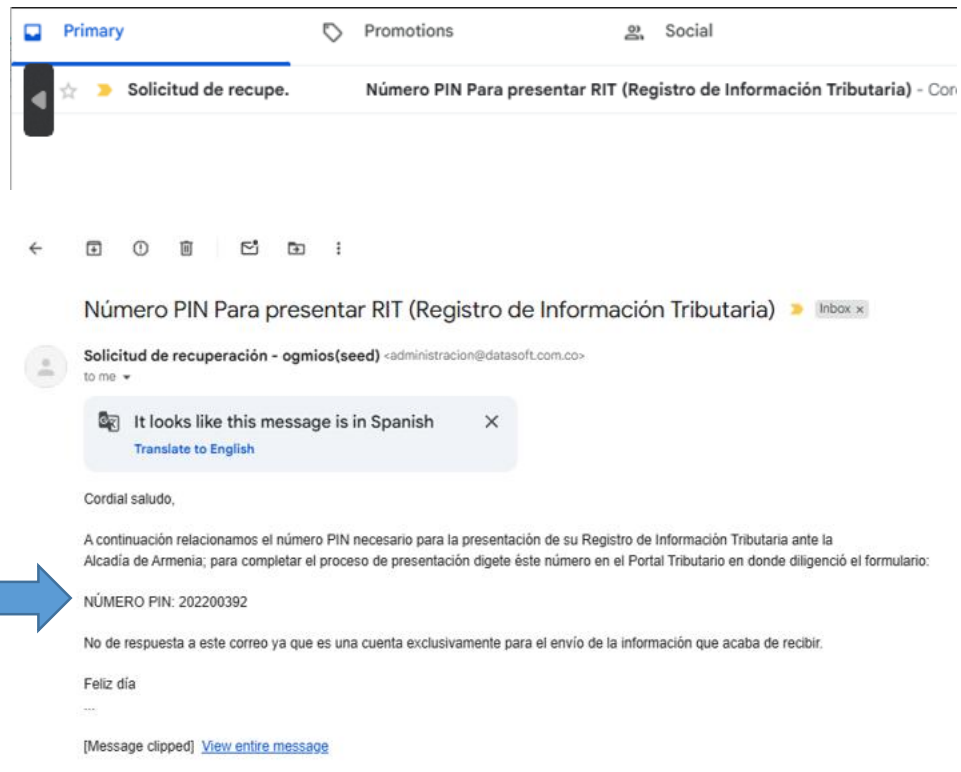 Primary Promotions Social
Solicitud de recupe. Número PIN Para presentar RIT (Registro de Información Tributaria) -
Número PIN Para presentar RIT (Registro de Información Tributaria) Inbox x
Solicitud de recuperación - ogmios(seed) <administracion@datasoft.com.co>
to me
It looks like this message is in Spanish
Translate to English
Cordial saludo,
A continuación relacionamos el número PIN necesario para la presentación de su Registro de Información Tributaria ante la
Alcadía de Armenia; para completar el proceso de presentación digete éste número en el Portal Tributario en donde diligenció el formulario:
NÚMERO PIN: 202200392
No de respuesta a este correo ya que es una cuenta exclusivamente para el envío de la información que acaba de recibir.
Feliz día
...
[Message clipped] View entire message